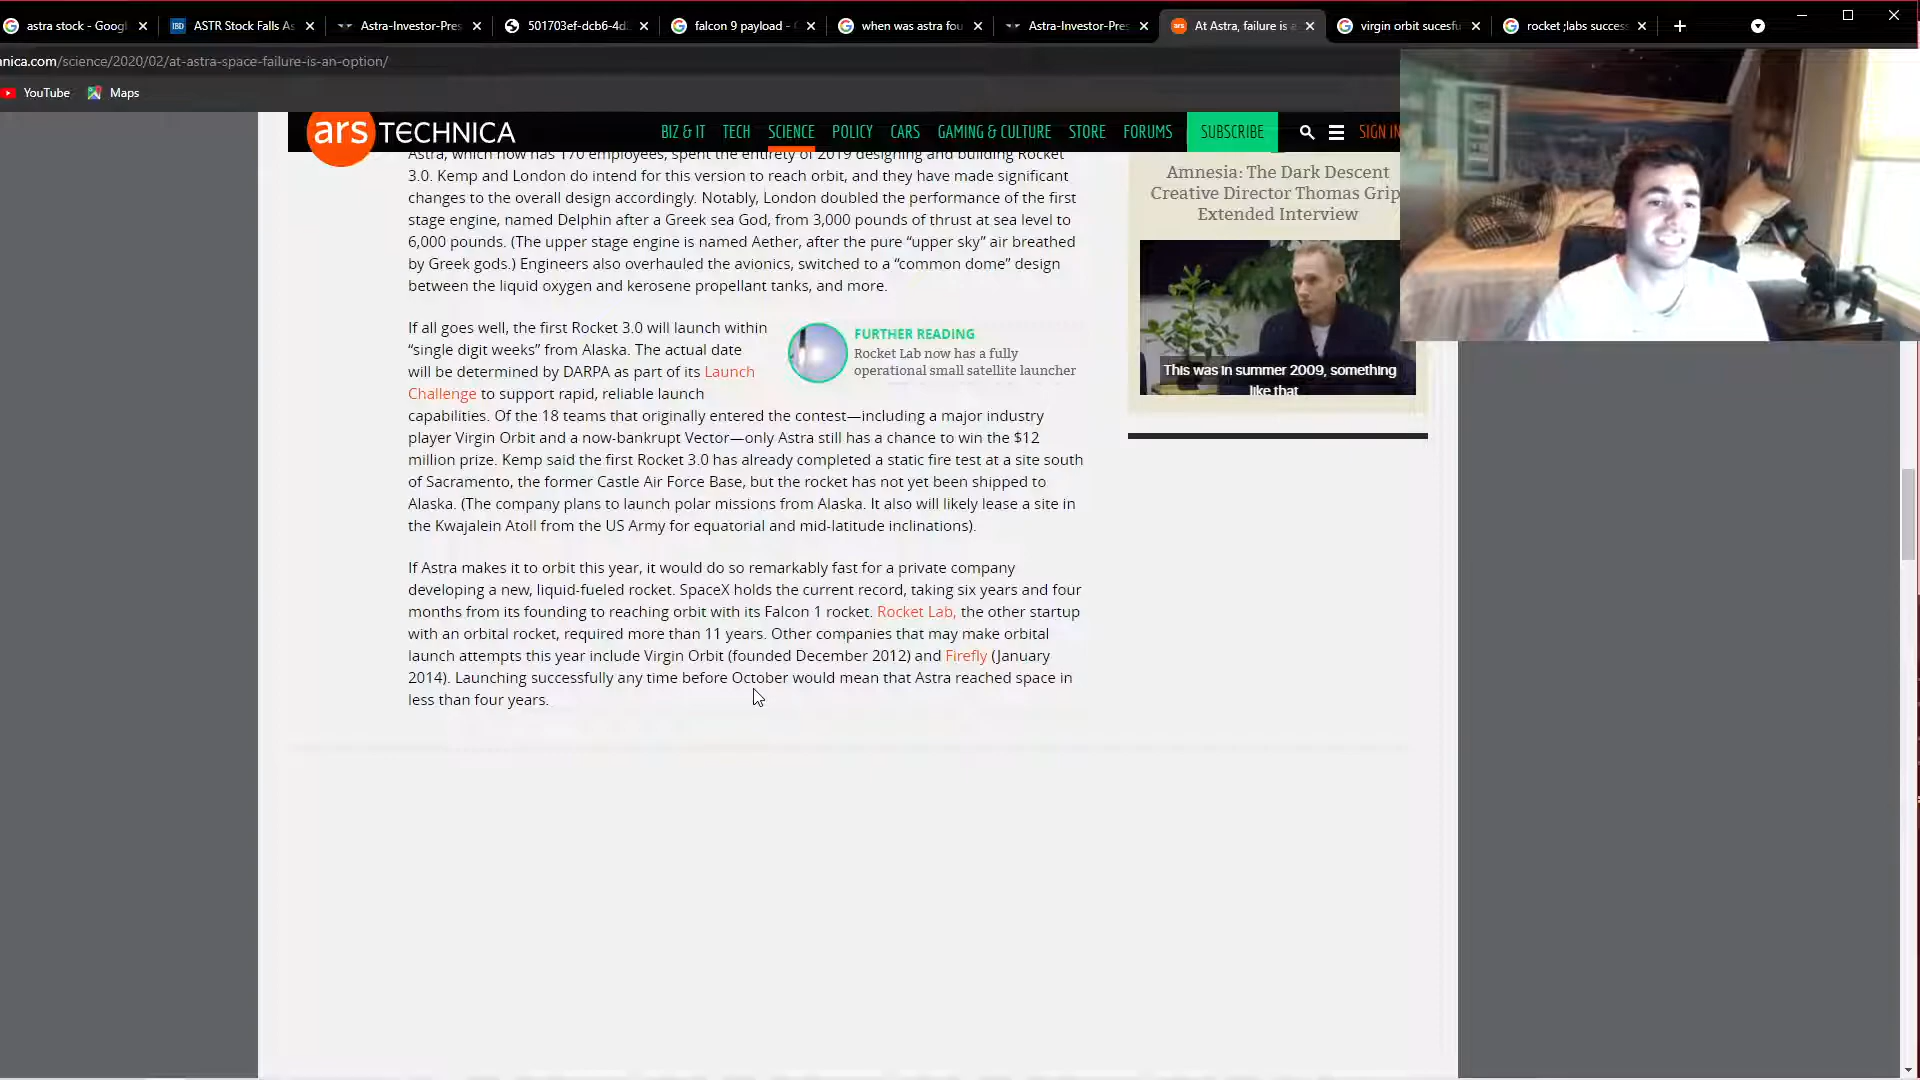 astra stock - Googl
ASTR Stock Falls As
Astra-Investor-Pres
501703ef-dcb6-4d
falcon 9 payload -
when was astra fou
Astra-Investor-Pres
At Astra, failure is a
virgin orbit sucesfu
rocket ;labs success
nica.com/science/2020/02/at-astra-space-failure-is-an-option/
YouTube
Maps
ars TECHNICA
BIZ & IT TECH SCIENCE POLICY CARS GAMING & CULTURE STORE FORUMS SUBSCRIBE SIGN IN
Astra, which now has 170 employees, spent the entirety of 2019 designing and building Rocket
3.0. Kemp and London do intend for this version to reach orbit, and they have made significant
changes to the overall design accordingly. Notably, London doubled the performance of the first
stage engine, named Delphin after a Greek sea God, from 3,000 pounds of thrust at sea level to
6,000 pounds. (The upper stage engine is named Aether, after the pure “upper sky” air breathed
by Greek gods.) Engineers also overhauled the avionics, switched to a “common dome” design
between the liquid oxygen and kerosene propellant tanks, and more.
If all goes well, the first Rocket 3.0 will launch within
“single digit weeks” from Alaska. The actual date
will be determined by DARPA as part of its Launch
Challenge to support rapid, reliable launch
capabilities. Of the 18 teams that originally entered the contest—including a major industry
player Virgin Orbit and a now-bankrupt Vector—only Astra still has a chance to win the $12
million prize. Kemp said the first Rocket 3.0 has already completed a static fire test at a site south
of Sacramento, the former Castle Air Force Base, but the rocket has not yet been shipped to
Alaska. (The company plans to launch polar missions from Alaska. It also will likely lease a site in
the Kwajalein Atoll from the US Army for equatorial and mid-latitude inclinations).
FURTHER READING
Rocket Lab now has a fully
operational small satellite launcher
If Astra makes it to orbit this year, it would do so remarkably fast for a private company
developing a new, liquid-fueled rocket. SpaceX holds the current record, taking six years and four
months from its founding to reaching orbit with its Falcon 1 rocket. Rocket Lab, the other startup
with an orbital rocket, required more than 11 years. Other companies that may make orbital
launch attempts this year include Virgin Orbit (founded December 2012) and Firefly (January
2014). Launching successfully any time before October would mean that Astra reached space in
less than four years.
Amnesia: The Dark Descent
Creative Director Thomas Grip
Extended Interview
This was in summer 2009, something
like that